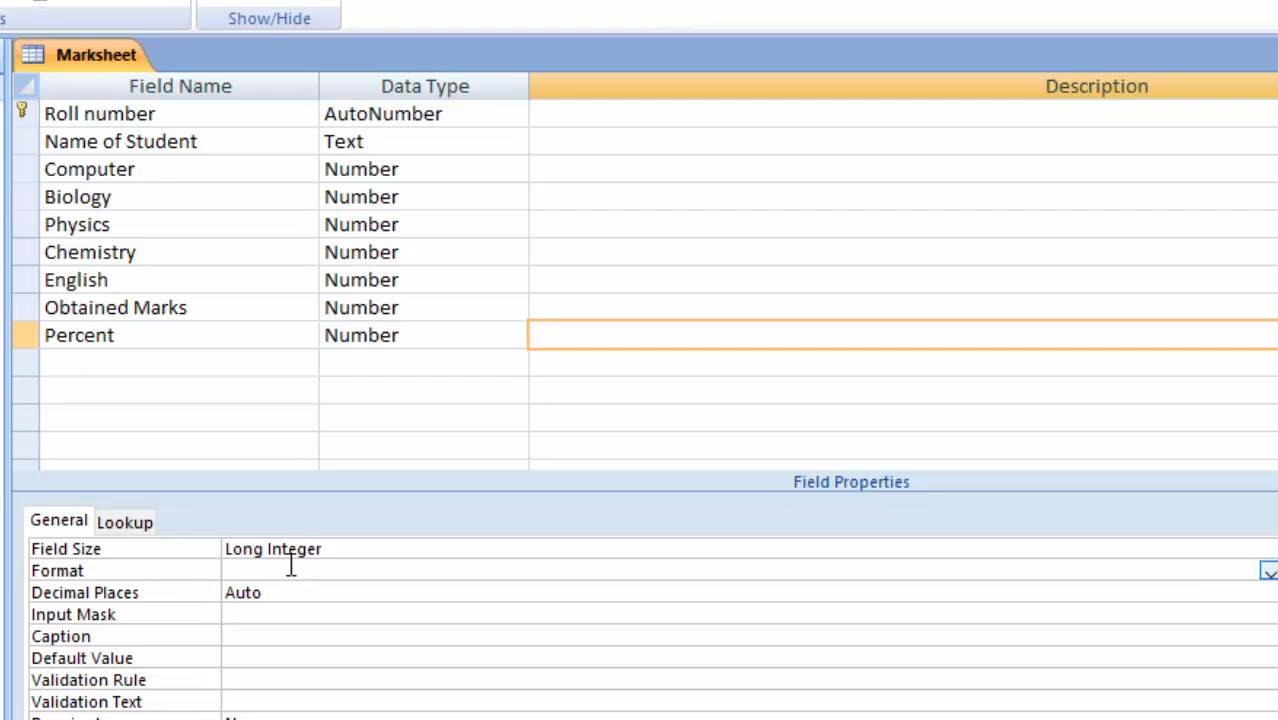 s
Show/Hide
Marksheet
Field Name Data Type Description
Roll number AutoNumber
Name of Student Text
Computer Number
Biology Number
Physics Number
Chemistry Number
English Number
Obtained Marks Number
Percent Number
Field Properties
General Lookup
Field Size Long Integer
Format
Decimal Places Auto
Input Mask
Caption
Default Value
Validation Rule
Validation Text